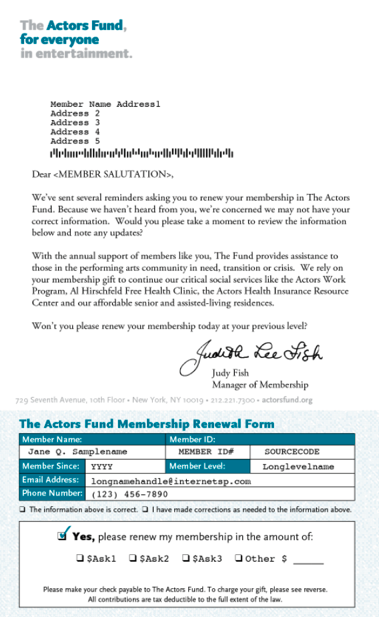 The Actors Fund,
for everyone
in entertainment.
Member Name Address1
Address 2
Address 3
Address 4
Address 5
Dear <MEMBER SALUTATION>,
We've sent several reminders asking you to renew your membership in The Actors
Fund. Because we haven't heard from you, we're concerned we may not have your
correct information. Would you please take a moment to review the information
below and note any updates?
With the annual support of members like you, The Fund provides assistance to
those in the performing arts community in need, transition or crisis. We rely on
your membership gift to continue our critical social services like the Actors Work
Program, Al Hirschfeld Free Health Clinic, the Actors Health Insurance Resource
Center and our affordable senior and assisted-living residences.
Won't you please renew your membership today at your previous level?
Judith Lee Fish
Judy Fish
Manager of Membership
729 Seventh Avenue, 10th Floor • New York, NY 10019 • 212.221.7300 • actorsfund.org
The Actors Fund Membership Renewal Form
Member Name: Member ID:
Jane Q. Samplename MEMBER ID# SOURCECODE
Member Since: YYYY Member Level: Longlevelname
Email Address: longnamehandle@internetsp.com
Phone Number: (123) 456-7890
❑ The information above is correct. ❑ I have made corrections as needed to the information above.
Yes, please renew my membership in the amount of:
❑ $Ask1 ❑ $Ask2 ❑ $Ask3 ❑ Other $ _____
Please make your check payable to The Actors Fund. To charge your gift, please see reverse.
All contributions are tax deductible to the full extent of the law.